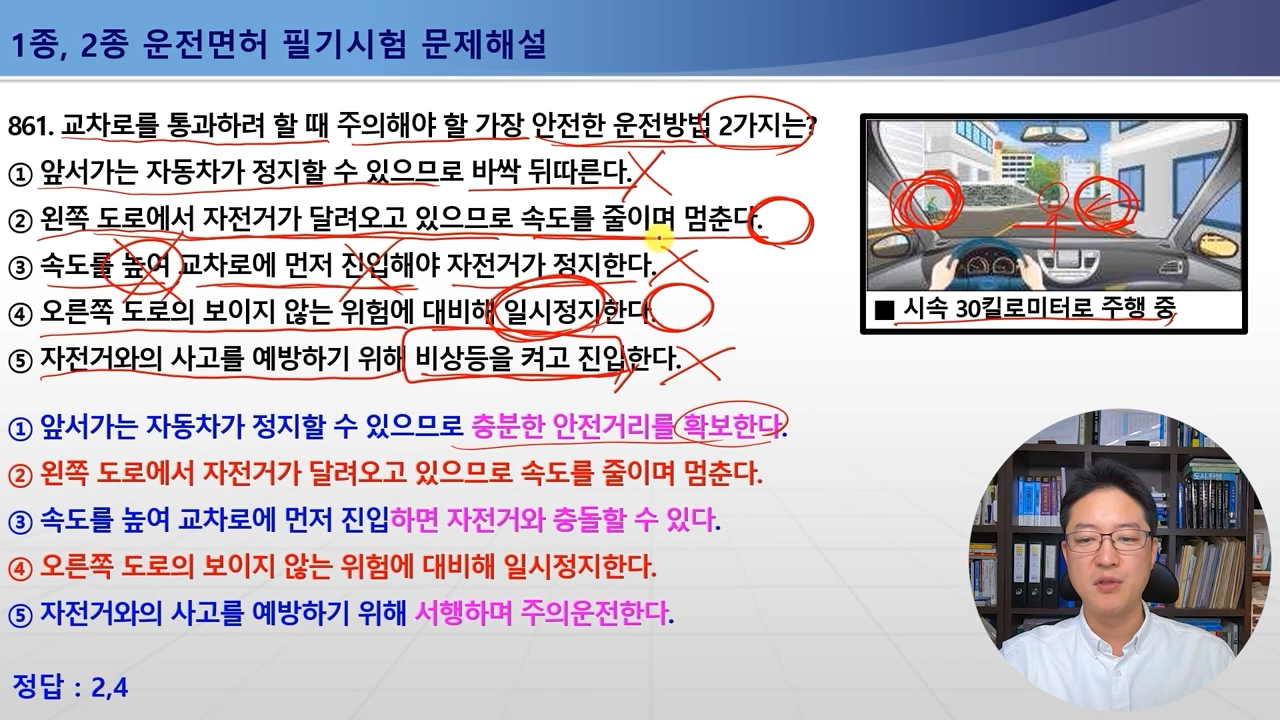 1종, 2종 운전면허 필기시험 문제해설
861. 교차로를 통과하려 할 때 주의해야 할 가장 안전한 운전방법 2가지는?
① 앞서가는 자동차가 정지할 수 있으므로 바싹 뒤따른다.
② 왼쪽 도로에서 자전거가 달려오고 있으므로 속도를 줄이며 멈춘다.
③ 속도를 높여 교차로에 먼저 진입해야 자전거가 정지한다.
④ 오른쪽 도로의 보이지 않는 위험에 대비해 일시정지한다.
⑤ 자전거와의 사고를 예방하기 위해 비상등을 켜고 진입한다.
■ 시속 30킬로미터로 주행 중
① 앞서가는 자동차가 정지할 수 있으므로 충분한 안전거리를 확보한다.
② 왼쪽 도로에서 자전거가 달려오고 있으므로 속도를 줄이며 멈춘다.
③ 속도를 높여 교차로에 먼저 진입하면 자전거와 충돌할 수 있다.
④ 오른쪽 도로의 보이지 않는 위험에 대비해 일시정지한다.
⑤ 자전거와의 사고를 예방하기 위해 서행하며 주의운전한다.
정답 : 2,4